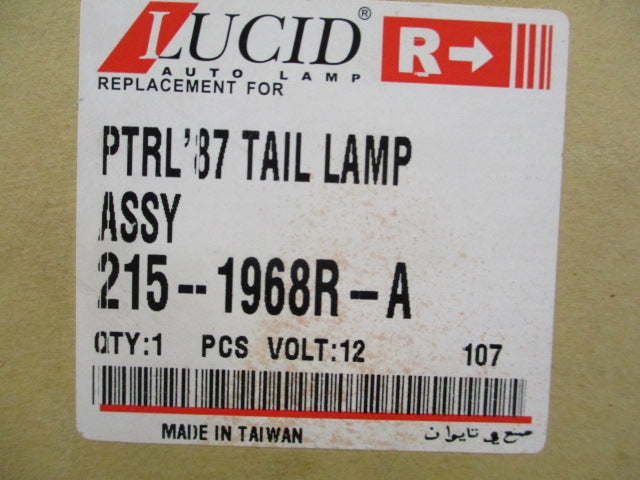 LUCID®
AUTO LAMP
R→
REPLACEMENT FOR
PTRL'87 TAIL LAMP
ASSY
215--1968R-A
QTY:1 PCS VOLT:12 107
MADE IN TAIWAN صنع في تايوان